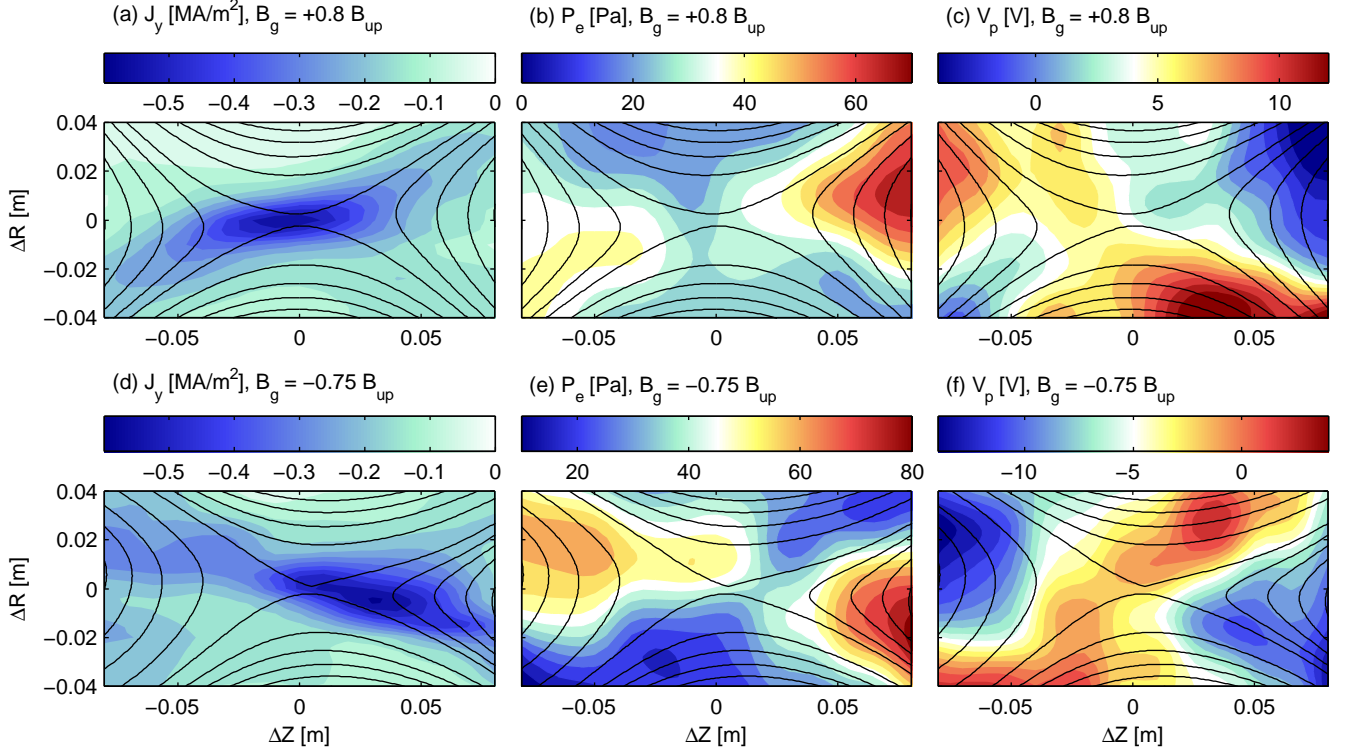 (a) J_y [MA/m²], B_g = +0.8 B_up
(b) P_e [Pa], B_g = +0.8 B_up
(c) V_p [V], B_g = +0.8 B_up
−0.5 −0.4 −0.3 −0.2 −0.1 0
0 20 40 60
0 5 10
ΔR [m]
0.04
0.02
0
−0.02
−0.04
−0.05 0 0.05
−0.05 0 0.05
−0.05 0 0.05
(d) J_y [MA/m²], B_g = −0.75 B_up
(e) P_e [Pa], B_g = −0.75 B_up
(f) V_p [V], B_g = −0.75 B_up
−0.5 −0.4 −0.3 −0.2 −0.1 0
20 40 60 80
−10 −5 0
ΔR [m]
0.04
0.02
0
−0.02
−0.04
−0.05 0 0.05
−0.05 0 0.05
−0.05 0 0.05
ΔZ [m]
ΔZ [m]
ΔZ [m]